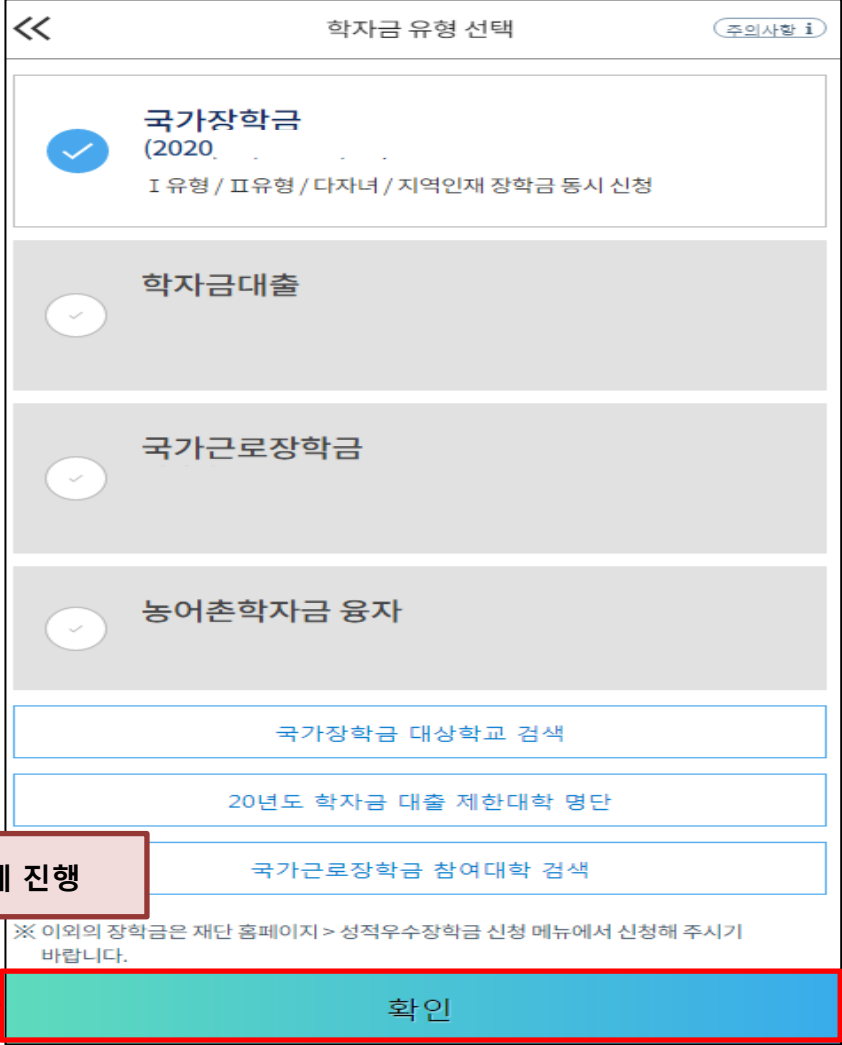 학자금 유형 선택
주의사항 i
국가장학금
(2020
Ⅰ유형 / Ⅱ유형 / 다자녀 / 지역인재 장학금 동시 신청
학자금대출
국가근로장학금
농어촌학자금 융자
국가장학금 대상학교 검색
20년도 학자금 대출 제한대학 명단
진행
국가근로장학금 참여대학 검색
※ 이외의 장학금은 재단 홈페이지 > 성적우수장학금 신청 메뉴에서 신청해 주시기
바랍니다.
확인